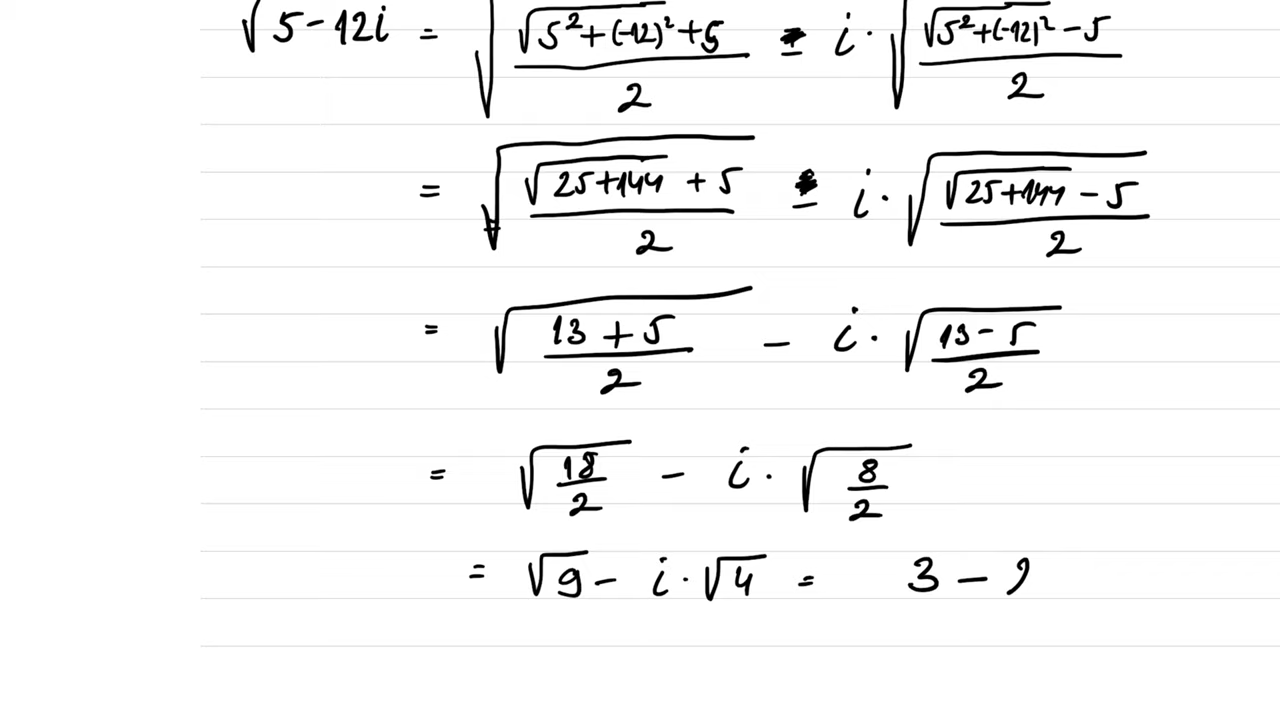 √5-12i = √((√(5²+(-12)²)+5)/2) ± i·√((√(5²+(-12)²)-5)/2)
= √((√(25+144)+5)/2) ± i·√((√(25+144)-5)/2)
= √((13+5)/2) - i·√((13-5)/2)
= √(18/2) - i·√(8/2)
= √9 - i·√4 = 3 -